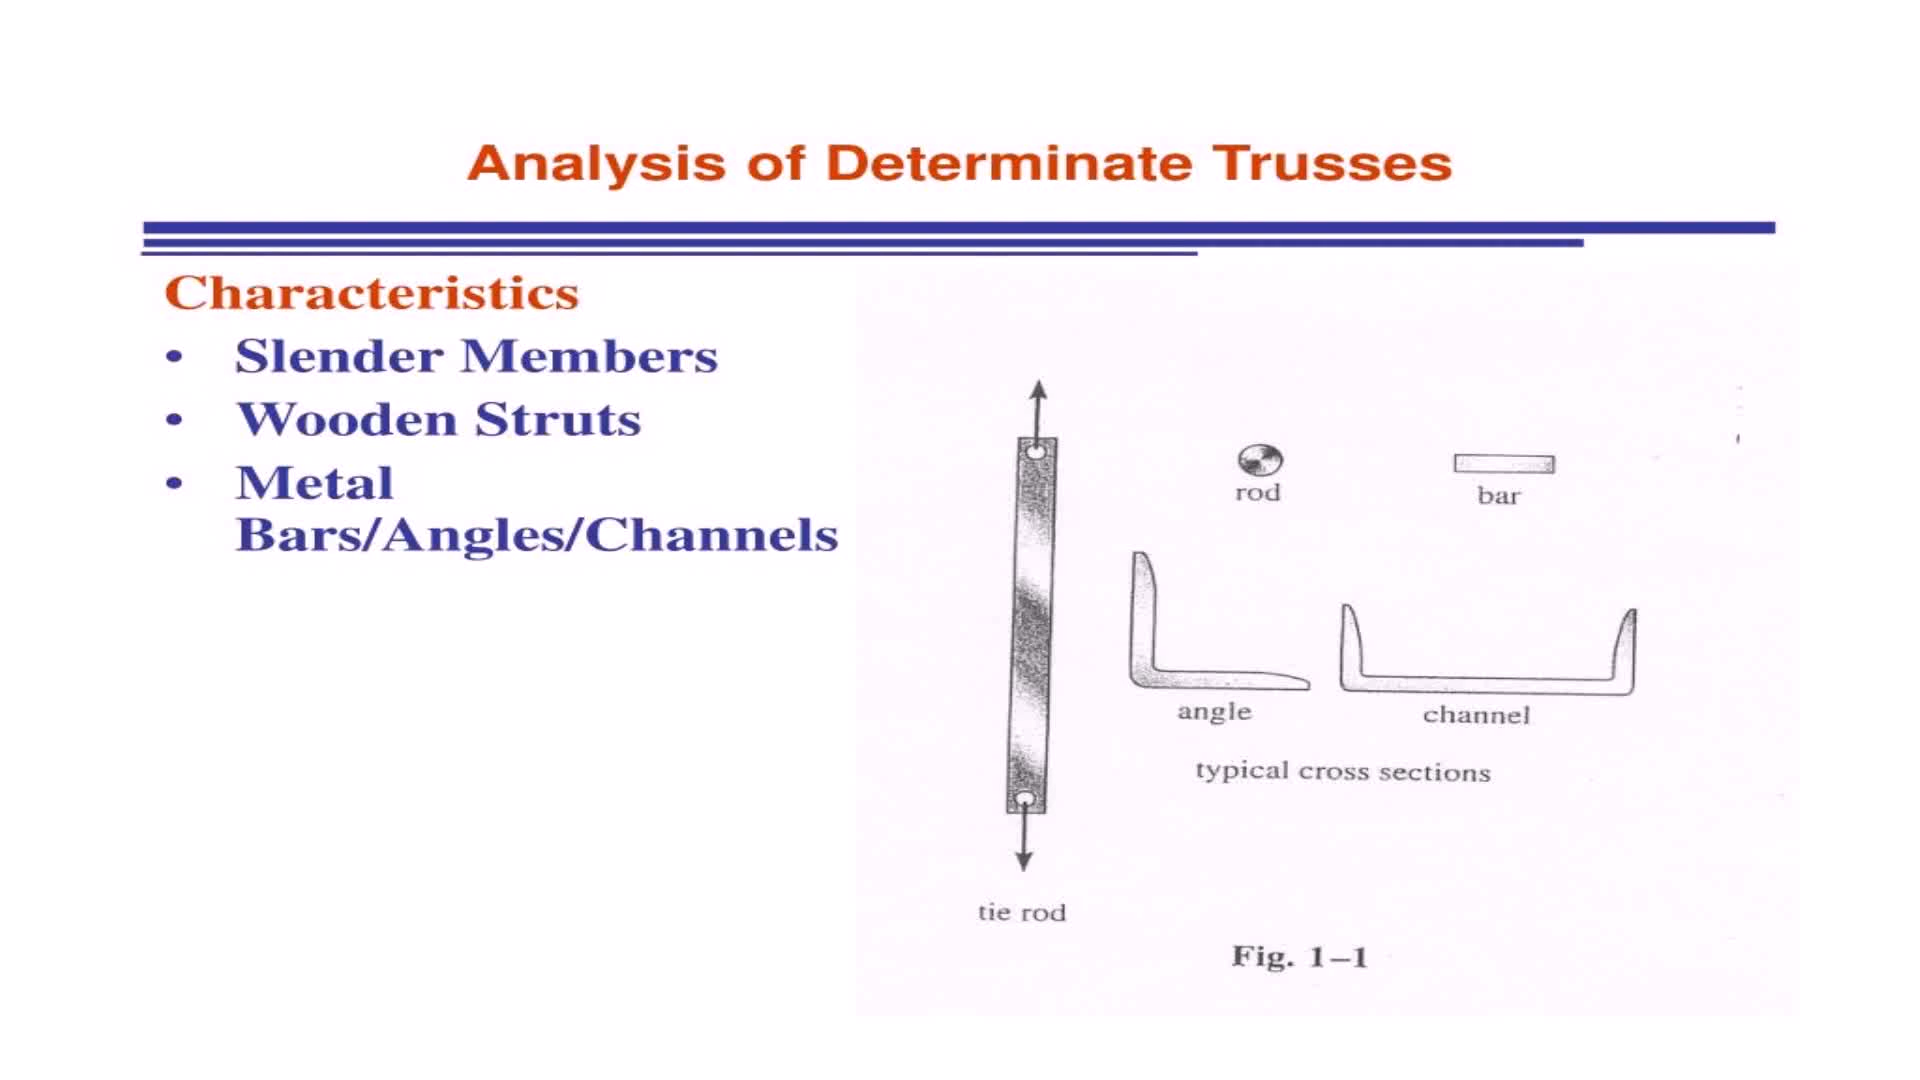 Analysis of Determinate Trusses
Characteristics
• Slender Members
• Wooden Struts
• Metal
Bars/Angles/Channels
rod
bar
angle
channel
typical cross sections
tie rod
Fig. 1–1